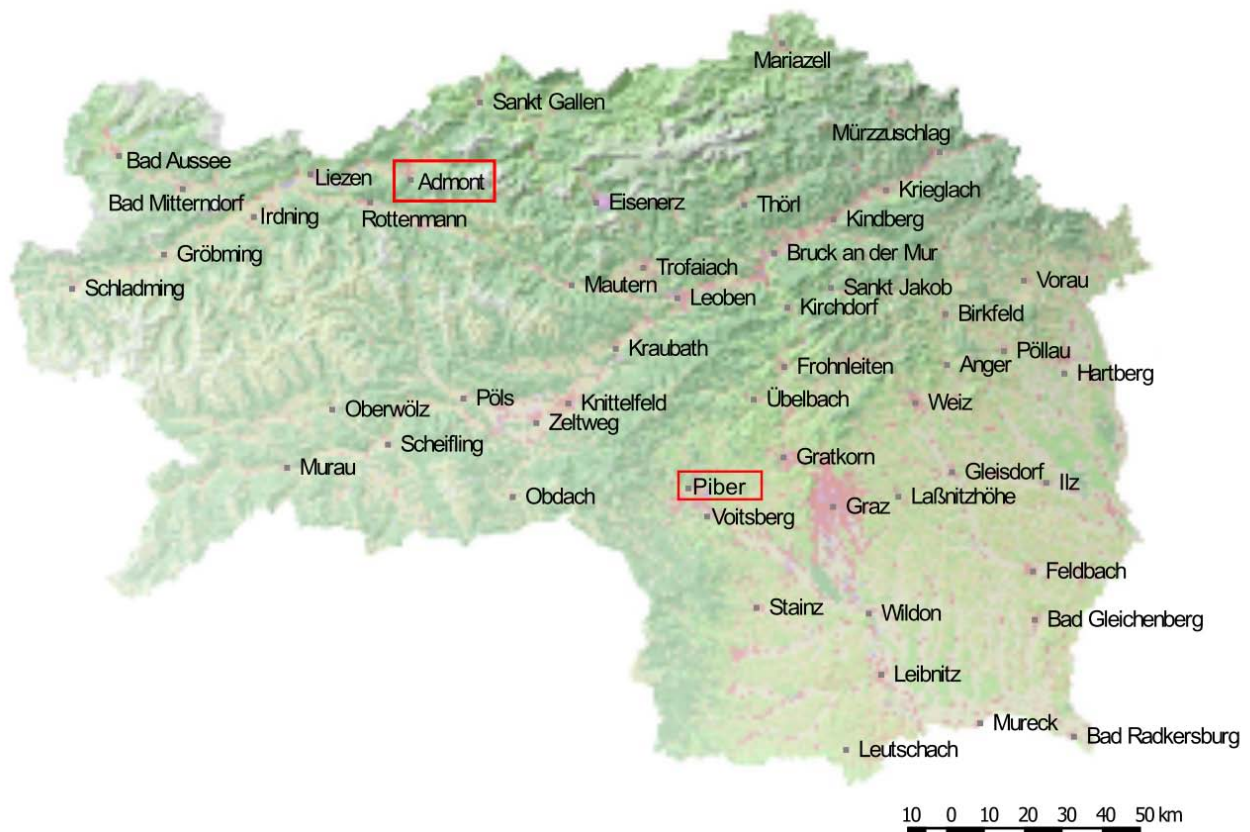 Mariazell
Sankt Gallen
Mürzzuschlag
Bad Aussee
Liezen
Admont
Krieglach
Bad Mitterndorf
Irdning
Rottenmann
Eisenerz
Thörl
Kindberg
Gröbming
Bruck an der Mur
Trofaiach
Schladming
Mautern
Leoben
Sankt Jakob
Vorau
Kirchdorf
Birkfeld
Kraubath
Frohnleiten
Anger
Pöllau
Hartberg
Oberwölz
Pöls
Knittelfeld
Übelbach
Weiz
Zeltweg
Scheifling
Murau
Gratkorn
Gleisdorf
Ilz
Piber
Obdach
Laßnitzhöhe
Voitsberg
Graz
Feldbach
Stainz
Wildon
Bad Gleichenberg
Leibnitz
Mureck
Bad Radkersburg
Leutschach
10 0 10 20 30 40 50 km